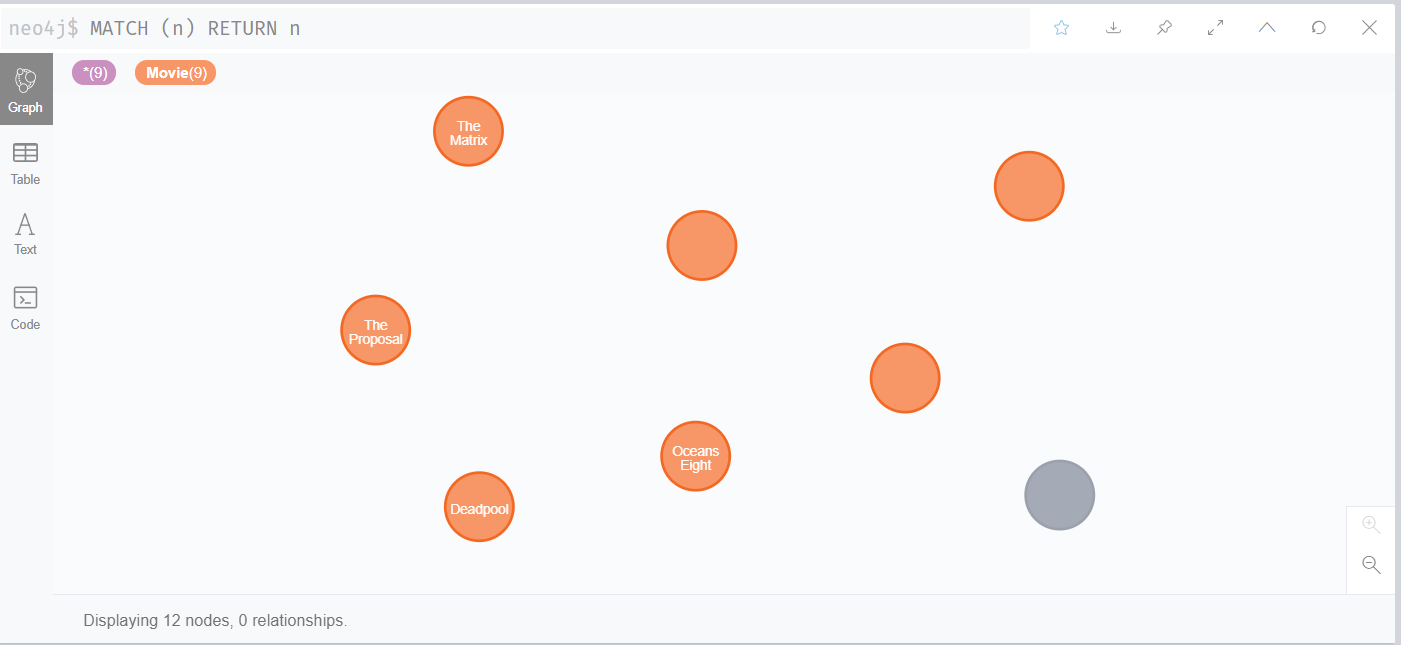 neo4j$ MATCH (n) RETURN n
*(9) Movie(9)
Graph
Table
Text
Code
The
Matrix
The
Proposal
Oceans
Eight
Deadpool
Displaying 12 nodes, 0 relationships.